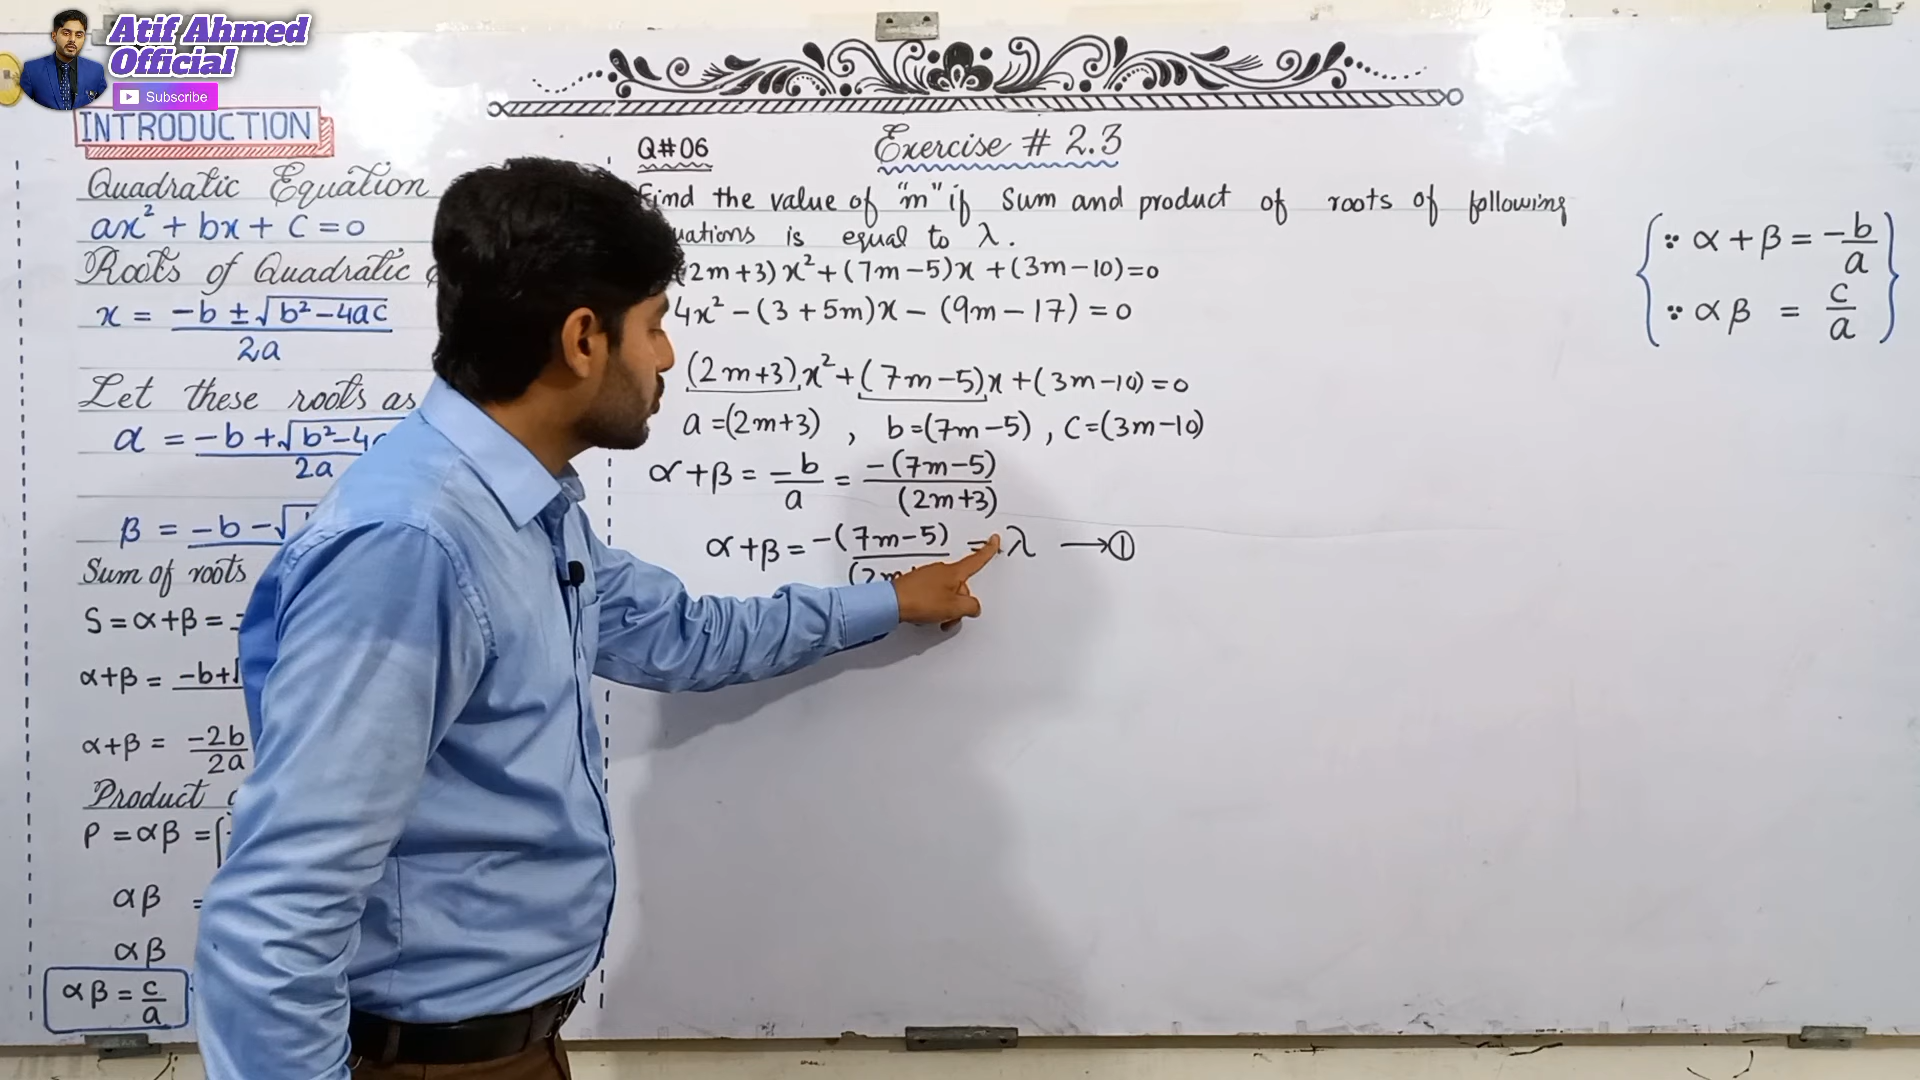 Atif Ahmed
Official
Subscribe
INTRODUCTION
Quadratic Equation
ax² + bx + c = 0
Roots of Quadratic
x = (-b ± √(b² - 4ac)) / 2a
Let these roots as
α = -b + √b² - 4
2a
β = -b - √
Sum of roots
S = α + β =
α + β = -b + √
α + β = -2b / 2a
Product
P = αβ =
αβ =
αβ
αβ = c/a
Exercise # 2.3
Q#06
Find the value of "m" if Sum and product of roots of following
is equal to λ.
(2m+3)x² + (7m-5)x + (3m-10) = 0
4x² - (3+5m)x - (9m-17) = 0
(2m+3)x² + (7m-5)x + (3m-10) = 0
a = (2m+3) , b = (7m-5) , c = (3m-10)
α + β = -b/a = -(7m-5)/(2m+3)
α + β = -(7m-5) = λ → ①
(2m
∵ α + β = -b/a
∵ αβ = c/a